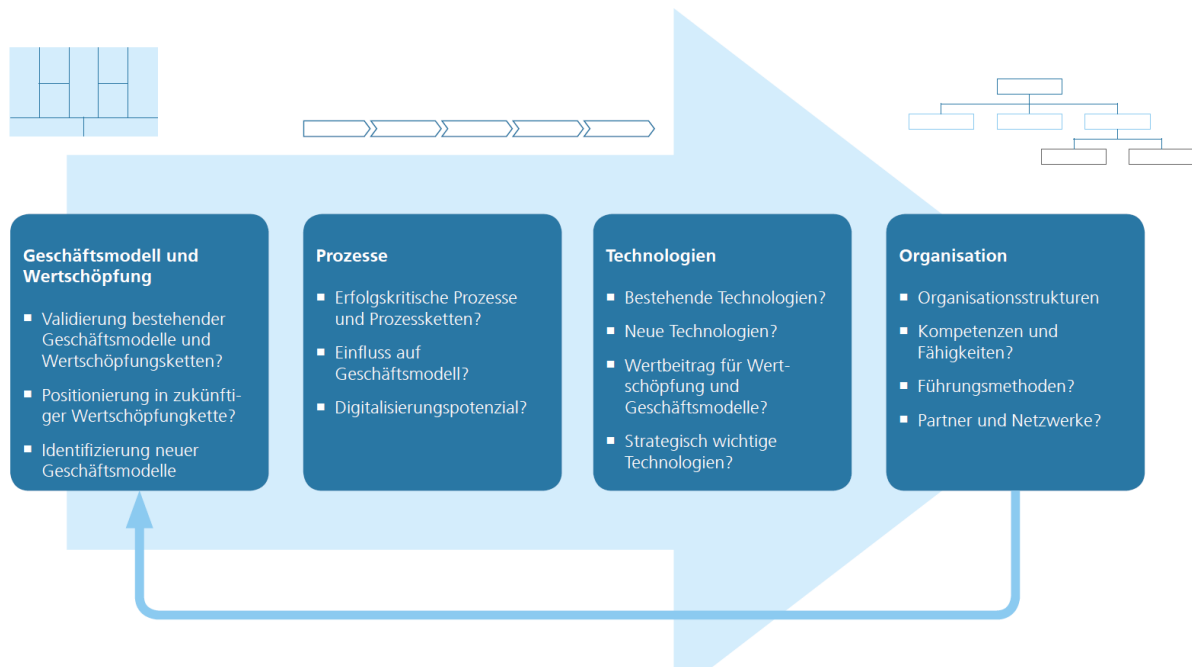 Geschäftsmodell und
Wertschöpfung
▪ Validierung bestehender
Geschäftsmodelle und
Wertschöpfungsketten?
▪ Positionierung in zukünfti-
ger Wertschöpfungkette?
▪ Identifizierung neuer
Geschäftsmodelle
Prozesse
▪ Erfolgskritische Prozesse
und Prozessketten?
▪ Einfluss auf
Geschäftsmodell?
▪ Digitalisierungspotenzial?
Technologien
▪ Bestehende Technologien?
▪ Neue Technologien?
▪ Wertbeitrag für Wert-
schöpfung und
Geschäftsmodelle?
▪ Strategisch wichtige
Technologien?
Organisation
▪ Organisationsstrukturen
▪ Kompetenzen und
Fähigkeiten?
▪ Führungsmethoden?
▪ Partner und Netzwerke?